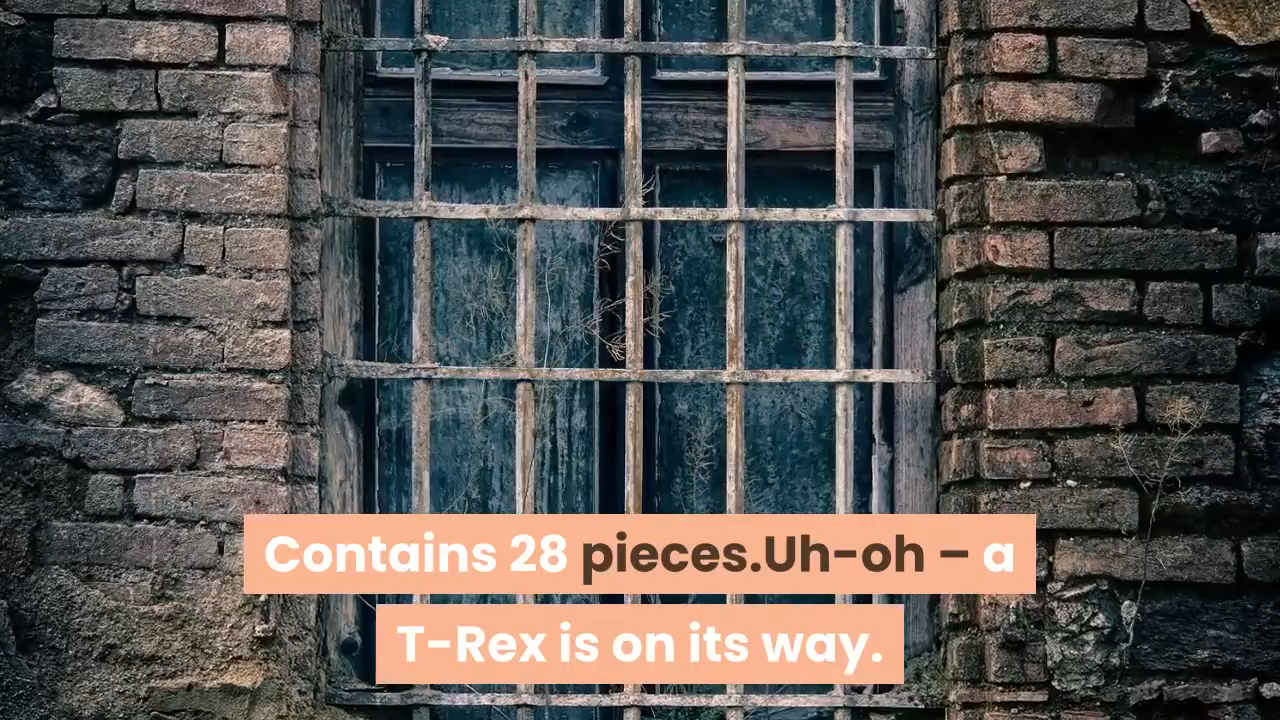 Contains 28 pieces.Uh-oh – a
T-Rex is on its way.